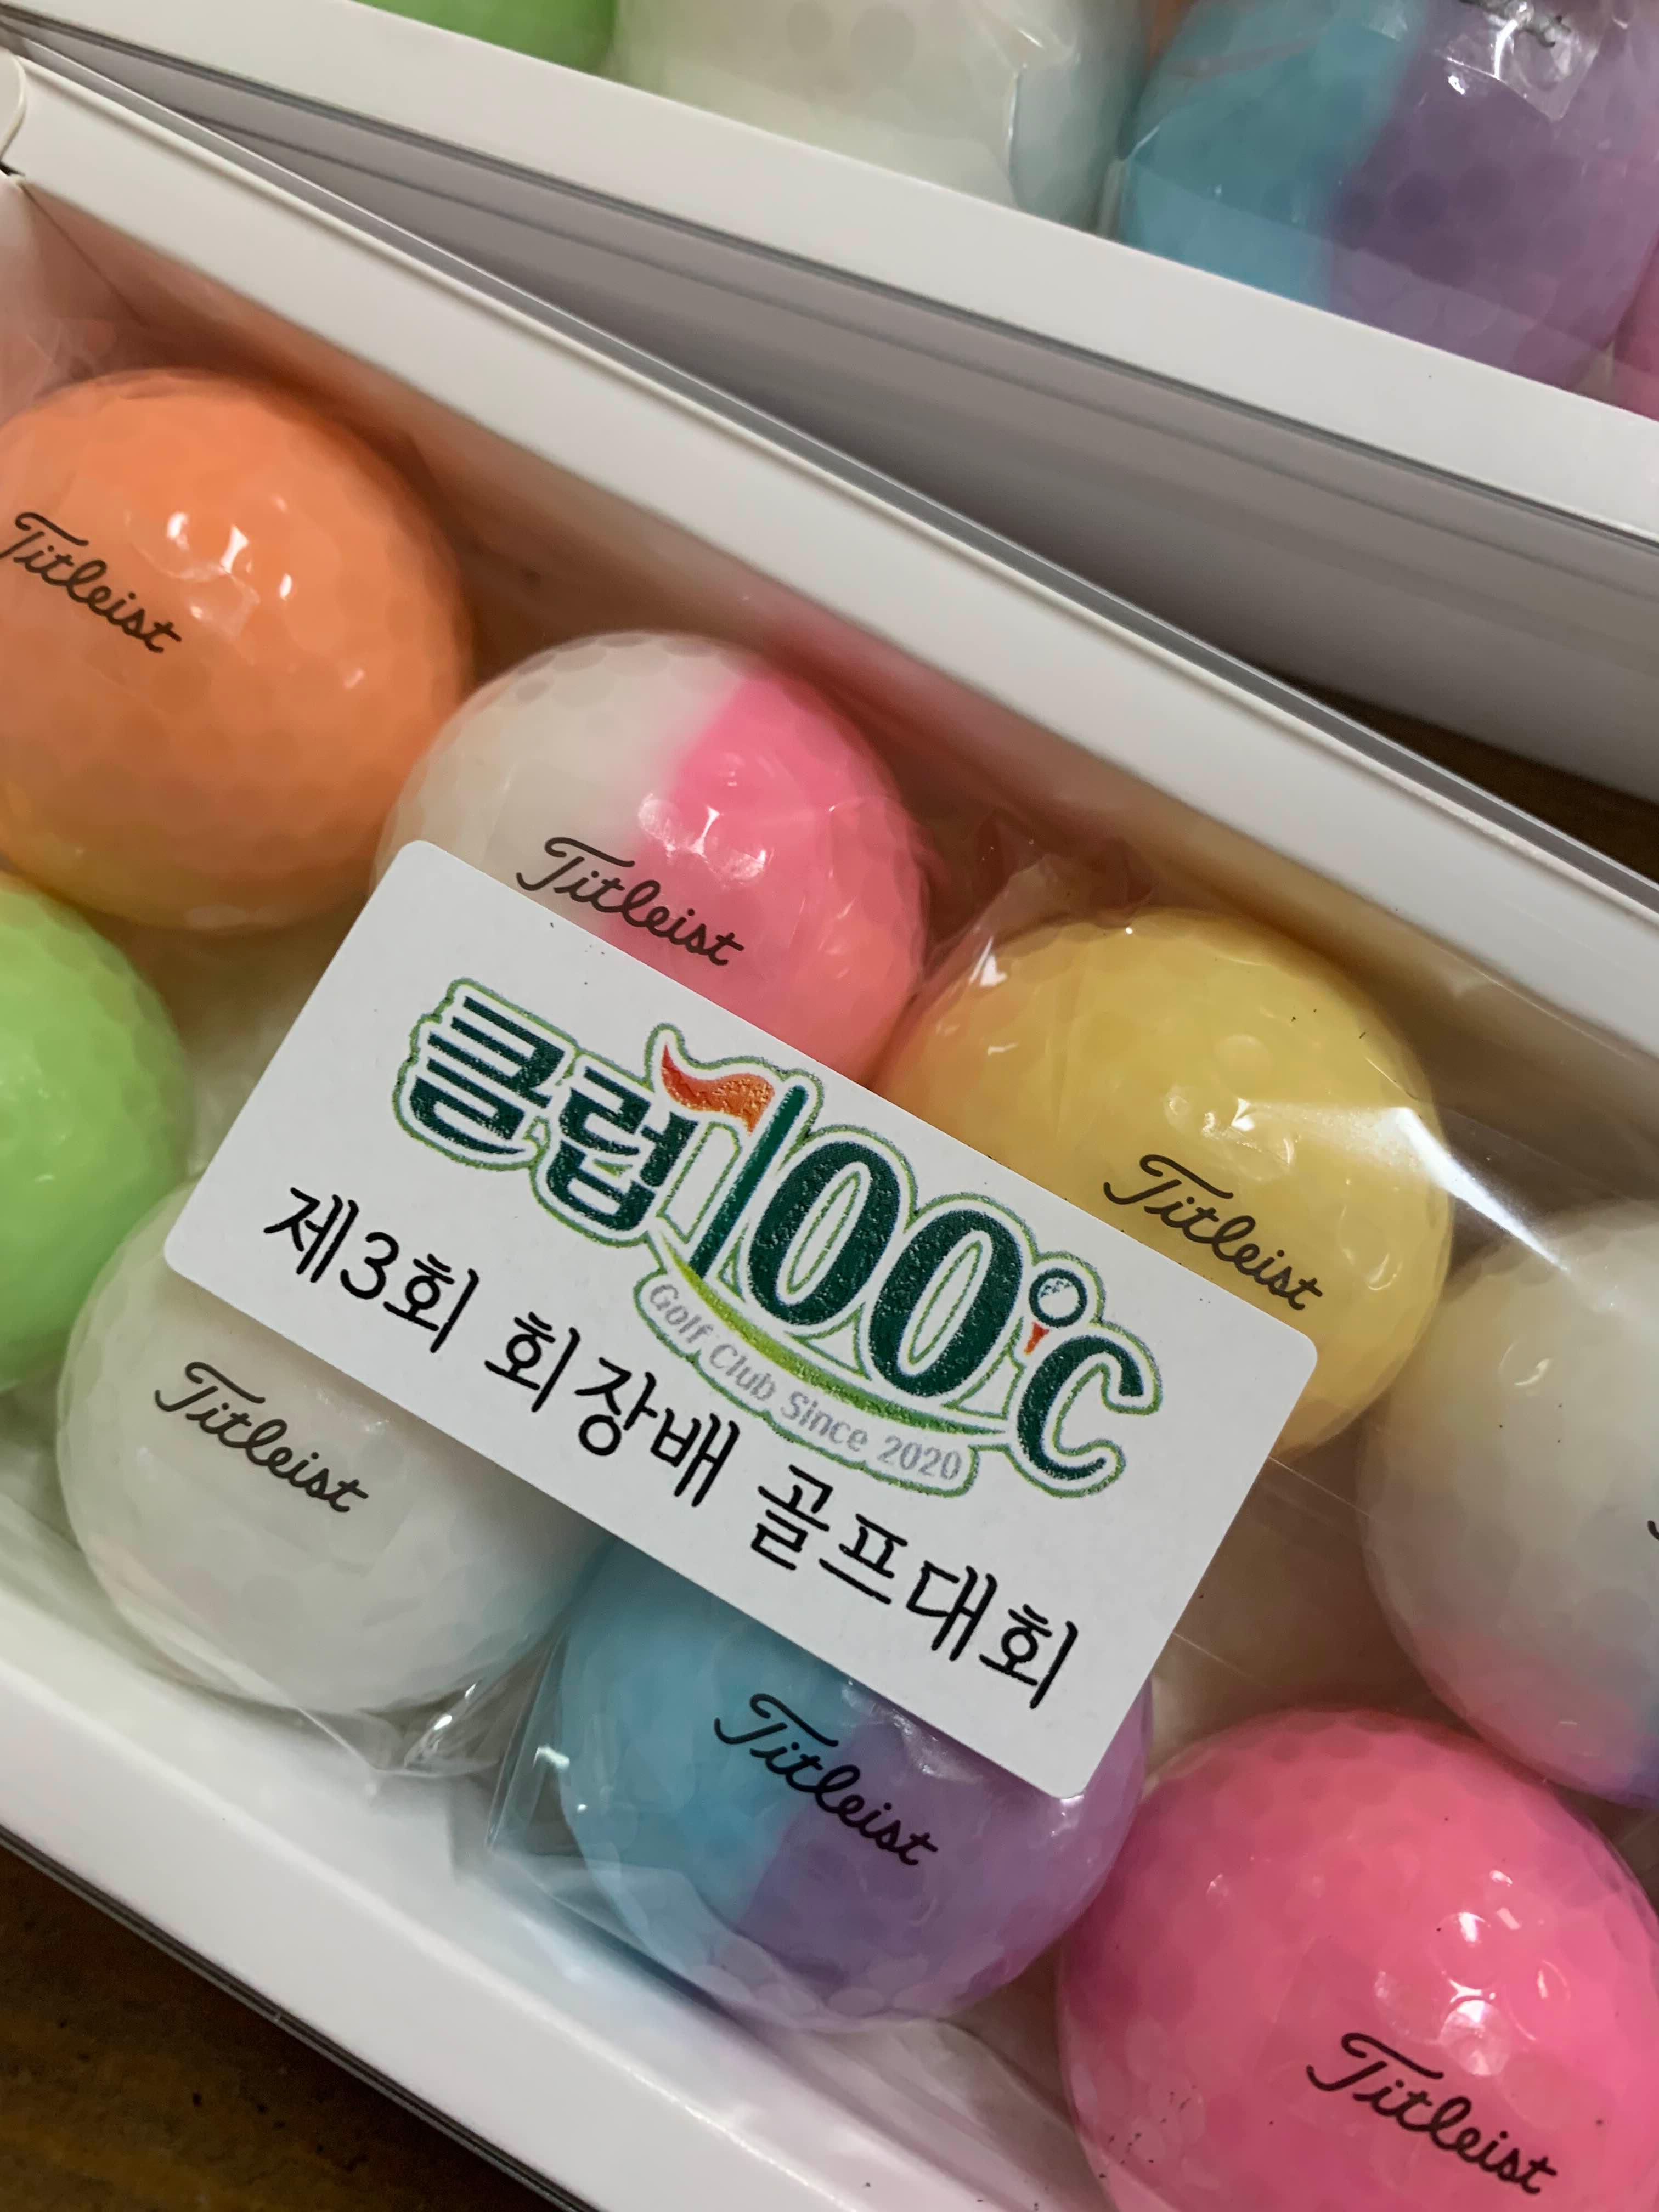 Titleist
Titleist
Titleist
클럽100℃
Golf Club Since 2020
제3회 회장배 골프대회
Titleist
Titleist
Titleist